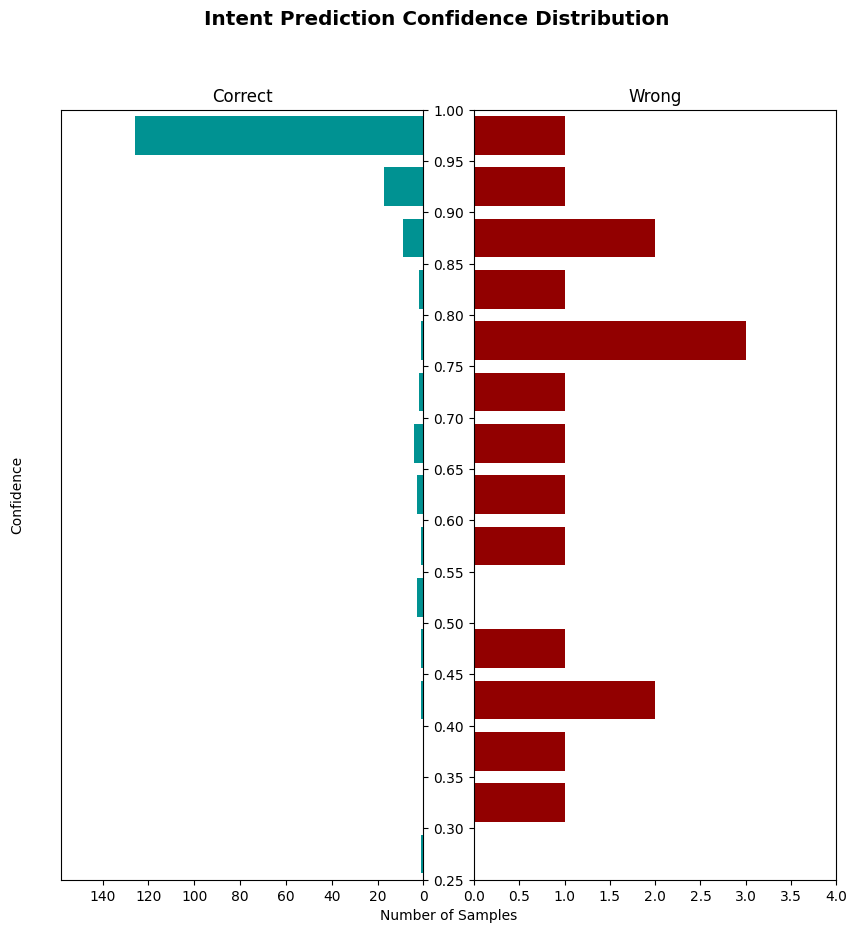 Intent Prediction Confidence Distribution
Correct
Wrong
1.00
0.95
0.90
0.85
0.80
0.75
0.70
0.65
0.60
0.55
0.50
0.45
0.40
0.35
0.30
0.25
Confidence
140 120 100 80 60 40 20 0
0.0 0.5 1.0 1.5 2.0 2.5 3.0 3.5 4.0
Number of Samples